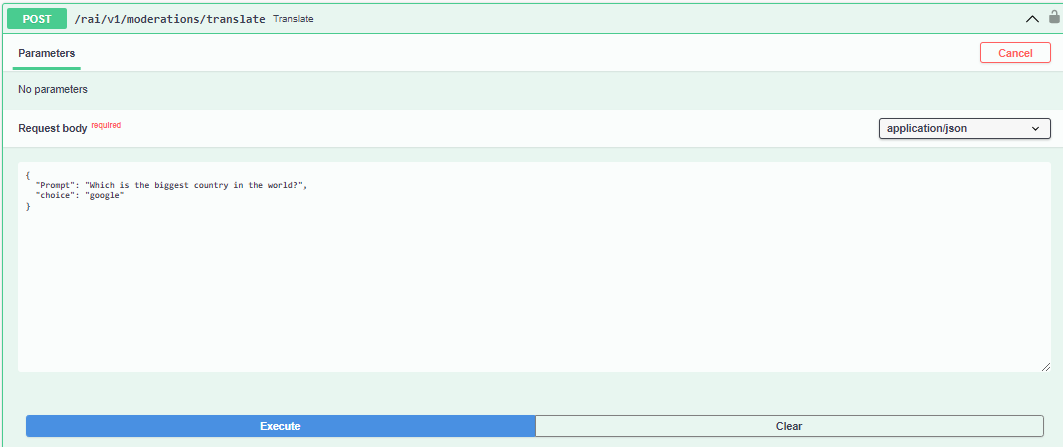 POST /rai/v1/moderations/translate Translate
Parameters Cancel
No parameters
Request body required application/json
{
"Prompt": "Which is the biggest country in the world?",
"choice": "google"
}
Execute Clear